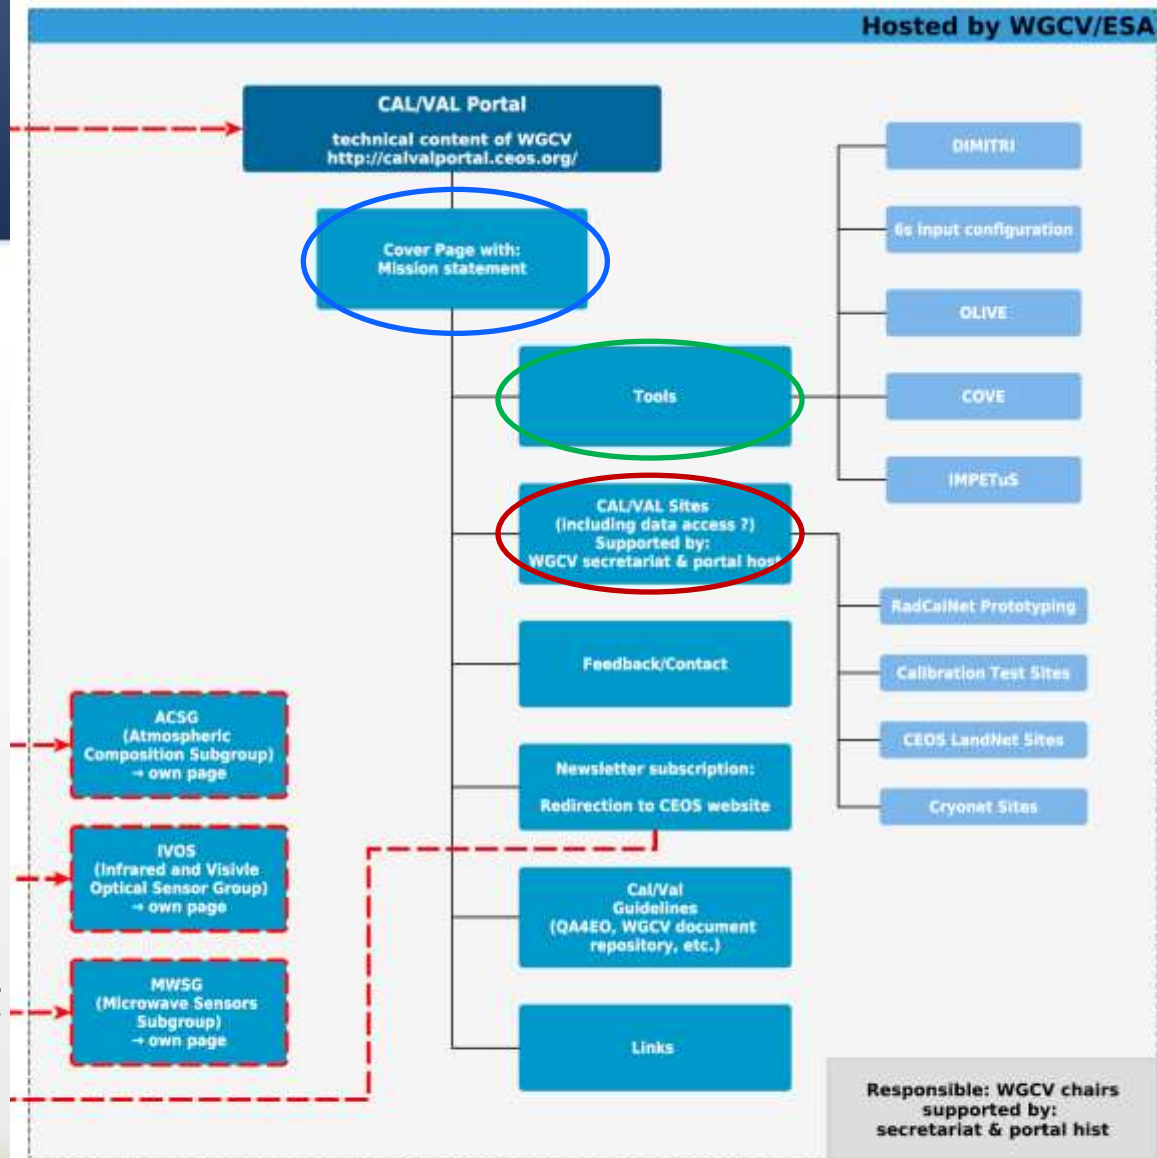 Hosted by WGCV/ESA
CAL/VAL Portal
technical content of WGCV
http://calvalportal.ceos.org/
Cover Page with:
Mission statement
Tools
DIMITRI
6s input configuration
OLIVE
COVE
IMPETuS
CAL/VAL Sites
(including data access ?)
Supported by:
WGCV secretariat & portal host
RadCalNet Prototyping
Calibration Test Sites
CEOS LandNet Sites
Cryonet Sites
Feedback/Contact
Newsletter subscription:
Redirection to CEOS website
Cal/Val
Guidelines
(QA4EO, WGCV document
repository, etc.)
Links
ACSG
(Atmospheric
Composition Subgroup)
→ own page
IVOS
(Infrared and Visivle
Optical Sensor Group)
→ own page
MWSG
(Microwave Sensors
Subgroup)
→ own page
Responsible: WGCV chairs
supported by:
secretariat & portal hist